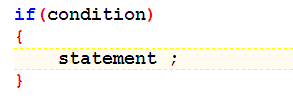 if(condition)
{
    statement ;
}